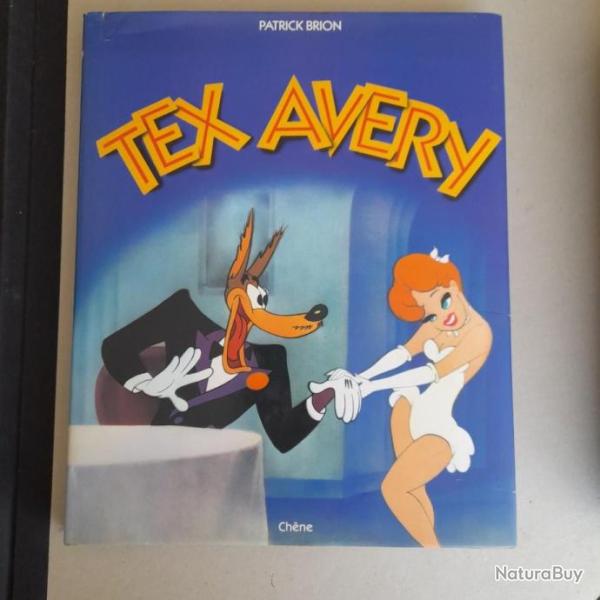 PATRICK BRION
TEX AVERY
Chêne
NaturaBuy